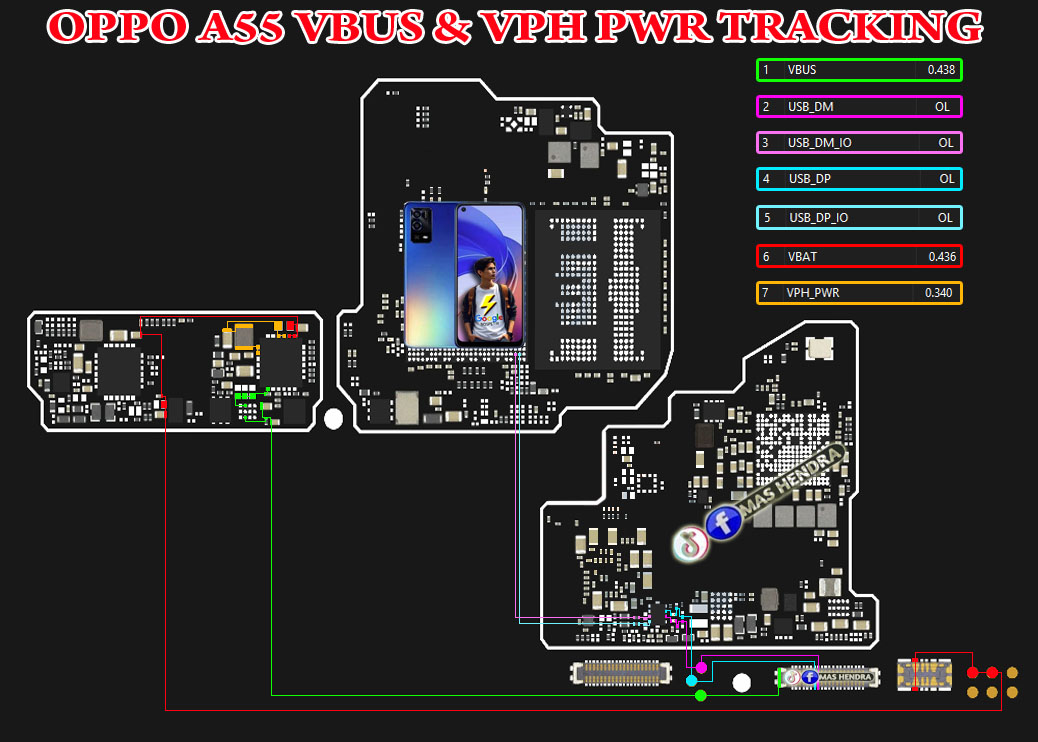 OPPO A55 VBUS & VPH PWR TRACKING
1 VBUS 0.438
2 USB_DM OL
3 USB_DM_IO OL
4 USB_DP OL
5 USB_DP_IO OL
6 VBAT 0.436
7 VPH_PWR 0.340
Google
f MAS HENDRA
f MAS HENDRA